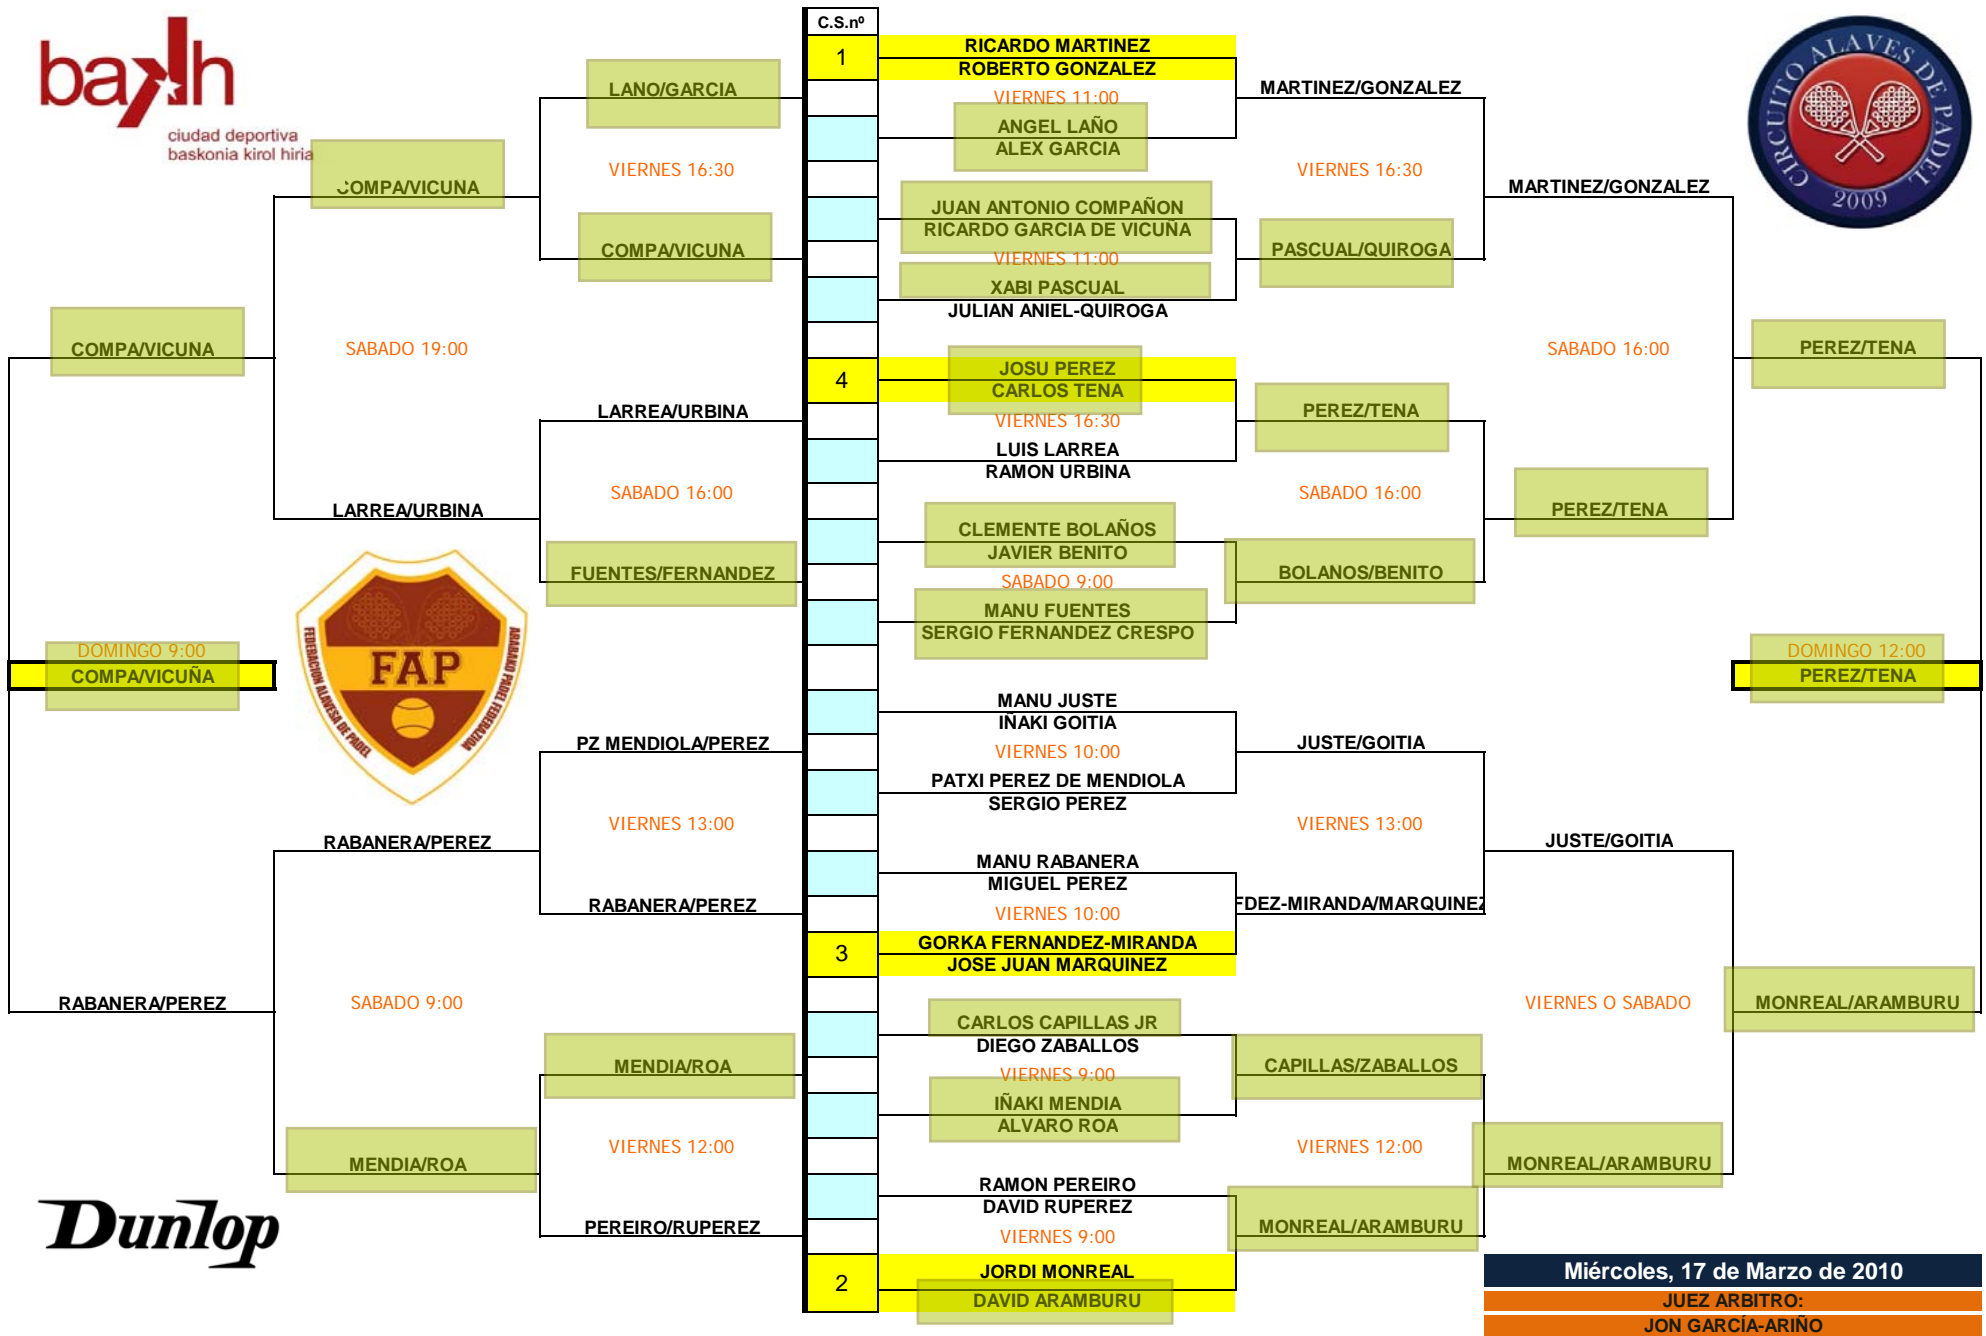 baskh
ciudad deportiva
baskonia kirol hiria
C.S.nº
CIRCUITO ALAVES DE PADEL
2009
1
RICARDO MARTINEZ
ROBERTO GONZALEZ
VIERNES 11:00
ANGEL LAÑO
ALEX GARCIA
JUAN ANTONIO COMPAÑON
RICARDO GARCIA DE VICUÑA
VIERNES 11:00
XABI PASCUAL
JULIAN ANIEL-QUIROGA
4
JOSU PEREZ
CARLOS TENA
VIERNES 16:30
LUIS LARREA
RAMON URBINA
CLEMENTE BOLAÑOS
JAVIER BENITO
SABADO 9:00
MANU FUENTES
SERGIO FERNANDEZ CRESPO
MANU JUSTE
IÑAKI GOITIA
VIERNES 10:00
PATXI PEREZ DE MENDIOLA
SERGIO PEREZ
MANU RABANERA
MIGUEL PEREZ
VIERNES 10:00
3
GORKA FERNANDEZ-MIRANDA
JOSE JUAN MARQUINEZ
CARLOS CAPILLAS JR
DIEGO ZABALLOS
VIERNES 9:00
IÑAKI MENDIA
ALVARO ROA
RAMON PEREIRO
DAVID RUPEREZ
VIERNES 9:00
2
JORDI MONREAL
DAVID ARAMBURU
LANO/GARCIA
VIERNES 16:30
COMPA/VICUNA
LARREA/URBINA
SABADO 16:00
FUENTES/FERNANDEZ
PZ MENDIOLA/PEREZ
VIERNES 13:00
RABANERA/PEREZ
MENDIA/ROA
VIERNES 12:00
PEREIRO/RUPEREZ
COMPA/VICUNA
SABADO 19:00
LARREA/URBINA
RABANERA/PEREZ
SABADO 9:00
MENDIA/ROA
COMPA/VICUNA
DOMINGO 9:00
COMPA/VICUÑA
RABANERA/PEREZ
FAP
FEDERACION ALAVESA DE PADEL
ARABAKO PADEL FEDERAZIOA
Dunlop
MARTINEZ/GONZALEZ
VIERNES 16:30
PASCUAL/QUIROGA
PEREZ/TENA
SABADO 16:00
BOLANOS/BENITO
JUSTE/GOITIA
VIERNES 13:00
FDEZ-MIRANDA/MARQUINEZ
CAPILLAS/ZABALLOS
VIERNES 12:00
MONREAL/ARAMBURU
MARTINEZ/GONZALEZ
SABADO 16:00
PEREZ/TENA
JUSTE/GOITIA
VIERNES O SABADO
MONREAL/ARAMBURU
PEREZ/TENA
DOMINGO 12:00
PEREZ/TENA
MONREAL/ARAMBURU
Miércoles, 17 de Marzo de 2010
JUEZ ARBITRO:
JON GARCÍA-ARIÑO